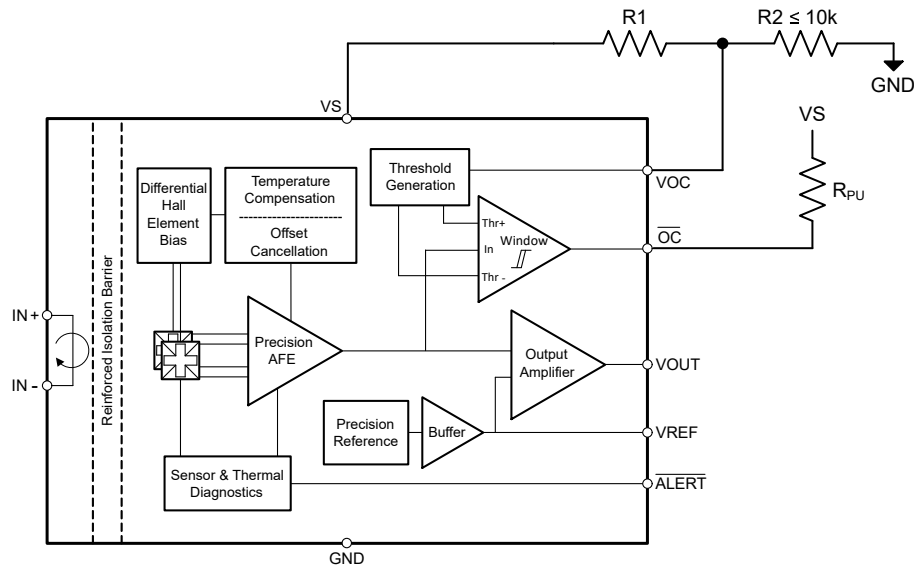 R1
R2 ≤ 10k
GND
VS
VS
R_PU
Differential
Hall
Element
Bias
Temperature
Compensation
Offset
Cancellation
Threshold
Generation
VOC
Thr+
In
Window
Thr -
OC
Reinforced Isolation Barrier
IN+
IN -
Precision
AFE
Output
Amplifier
VOUT
Precision
Reference
Buffer
VREF
Sensor & Thermal
Diagnostics
ALERT
GND